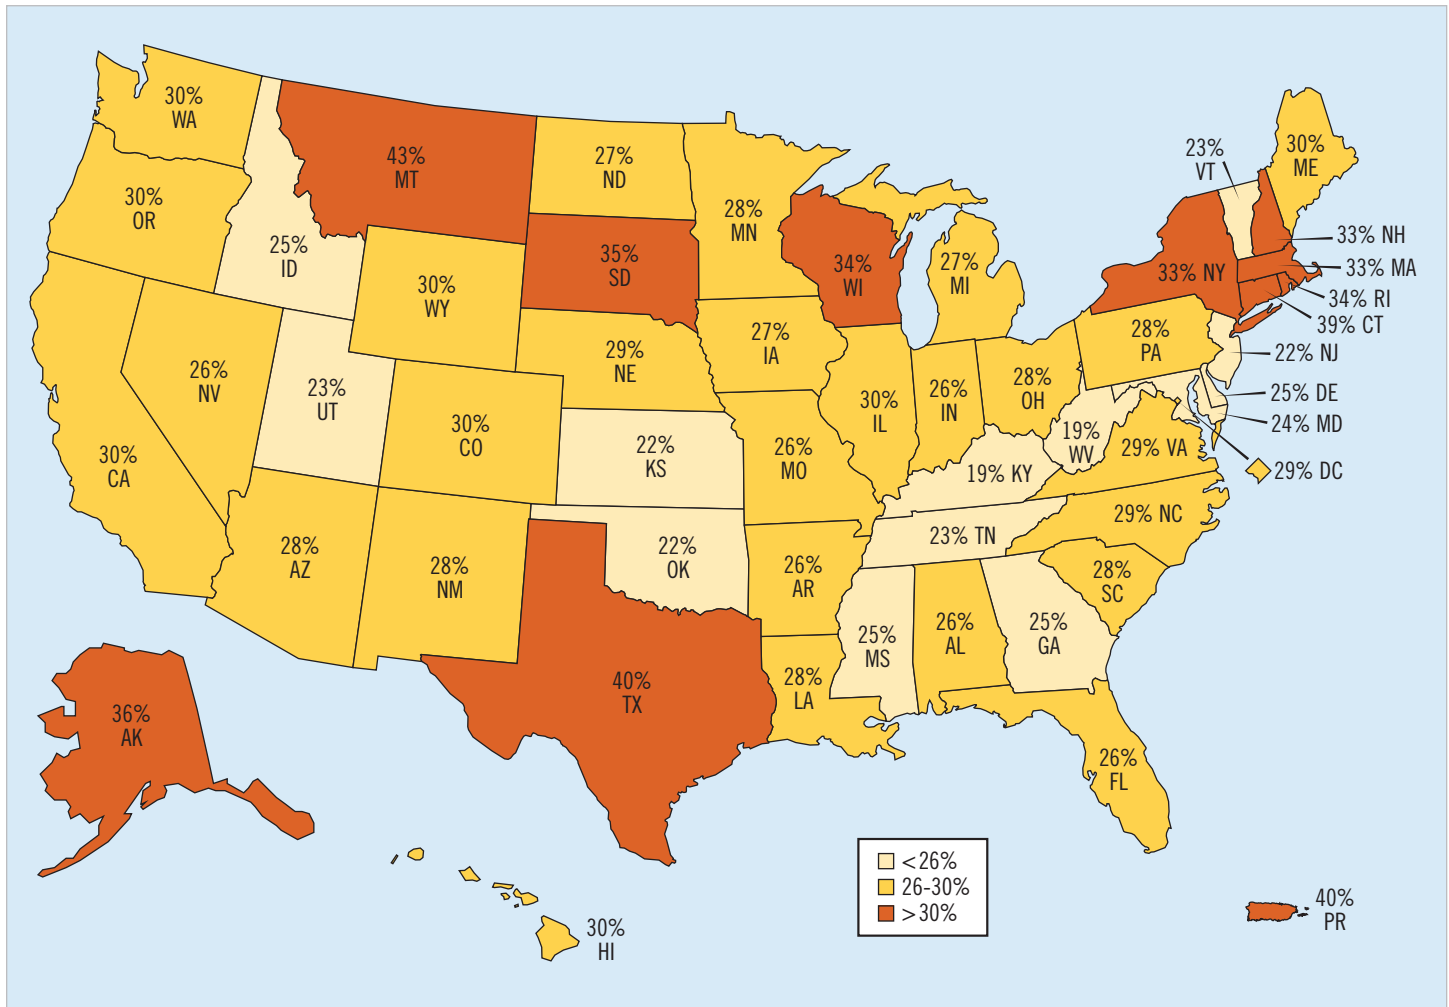 30%
WA
30%
OR
25%
ID
43%
MT
27%
ND
28%
MN
35%
SD
34%
WI
27%
MI
30%
WY
29%
NE
27%
IA
26%
NV
23%
UT
30%
CO
30%
CA
22%
KS
26%
MO
30%
IL
26%
IN
28%
OH
28%
PA
33% NY
23%
VT
30%
ME
33% NH
33% MA
34% RI
39% CT
22% NJ
25% DE
24% MD
29% DC
19%
WV
29% VA
19% KY
29% NC
23% TN
28%
SC
28%
AZ
28%
NM
22%
OK
26%
AR
25%
MS
26%
AL
25%
GA
40%
TX
28%
LA
26%
FL
36%
AK
30%
HI
<26%
26-30%
>30%
40%
PR